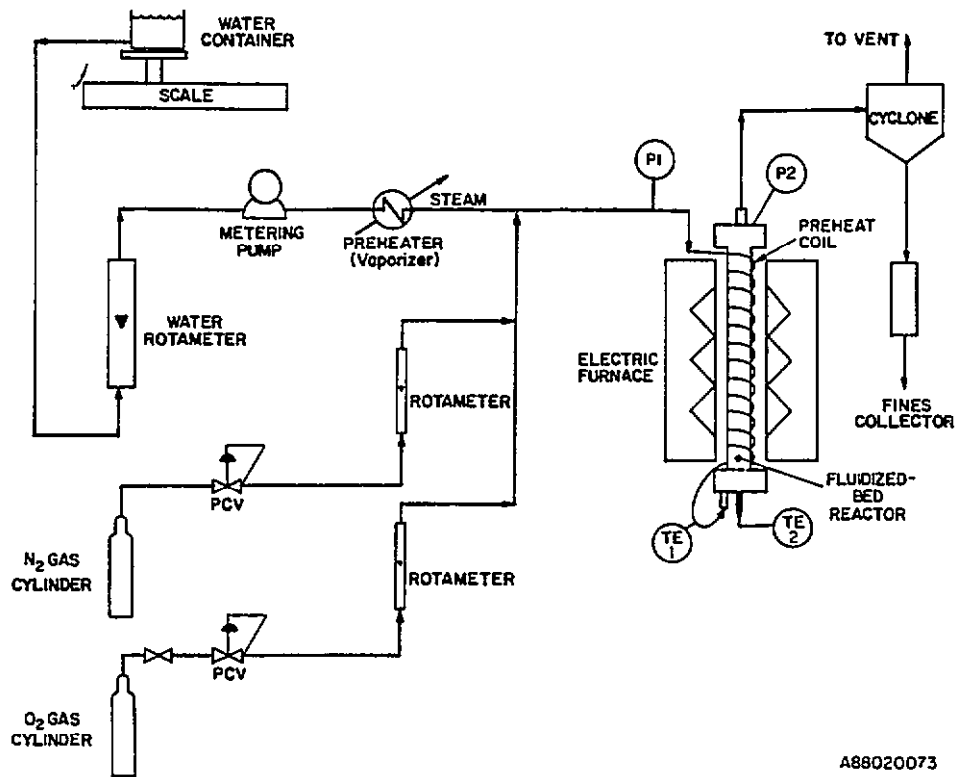 WATER
CONTAINER
SCALE
TO VENT
CYCLONE
P1
P2
STEAM
METERING
PUMP
PREHEATER
(Vaporizer)
PREHEAT
COIL
WATER
ROTAMETER
ELECTRIC
FURNACE
ROTAMETER
FINES
COLLECTOR
FLUIDIZED-
BED
REACTOR
PCV
TE
1
TE
2
N2 GAS
CYLINDER
ROTAMETER
PCV
O2 GAS
CYLINDER
A88020073